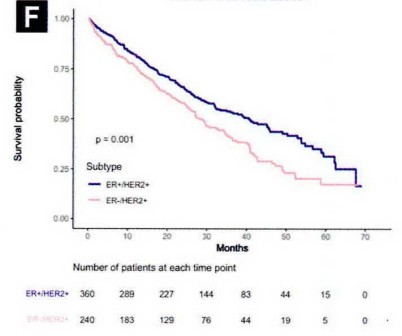 F
1.00
0.75
0.50
0.25
0.00
Survival probability
p = 0.001
Subtype
ER+/HER2+
ER-/HER2+
0 10 20 30 40 50 60 70
Months
Number of patients at each time point
ER+/HER2+ 360 289 227 144 83 44 15 0
ER-/HER2+ 240 183 129 76 44 19 5 0